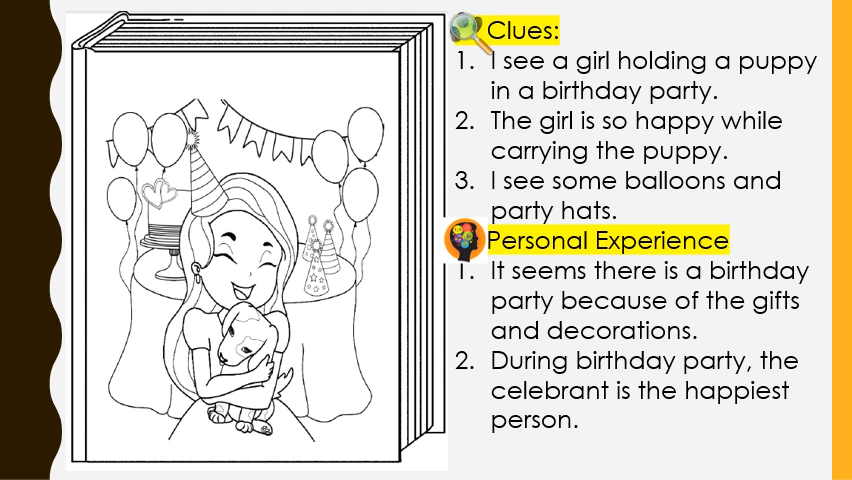 Clues:
1. I see a girl holding a puppy
in a birthday party.
2. The girl is so happy while
carrying the puppy.
3. I see some balloons and
party hats.
Personal Experience
1. It seems there is a birthday
party because of the gifts
and decorations.
2. During birthday party, the
celebrant is the happiest
person.